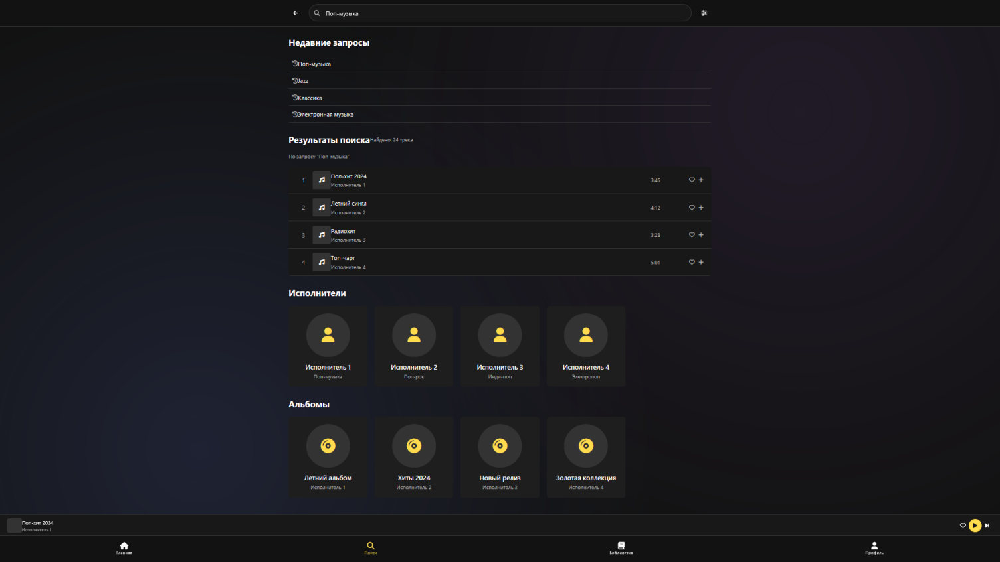 Поп-музыка
Недавние запросы
Поп-музыка
Jazz
Классика
Электронная музыка
Результаты поиска Найдено: 24 трека
По запросу "Поп-музыка"
1 Поп-хит 2024 3:45
Исполнитель 1
2 Летний сингл 4:12
Исполнитель 2
3 Радиохит 3:28
Исполнитель 3
4 Топ-чарт 5:01
Исполнитель 4
Исполнители
Исполнитель 1 Исполнитель 2 Исполнитель 3 Исполнитель 4
Поп-музыка Поп-рок Инди-поп Электропоп
Альбомы
Летний альбом Хиты 2024 Новый релиз Золотая коллекция
Исполнитель 1 Исполнитель 2 Исполнитель 3 Исполнитель 4
Поп-хит 2024
Исполнитель 1
Главная Поиск Библиотека Профиль